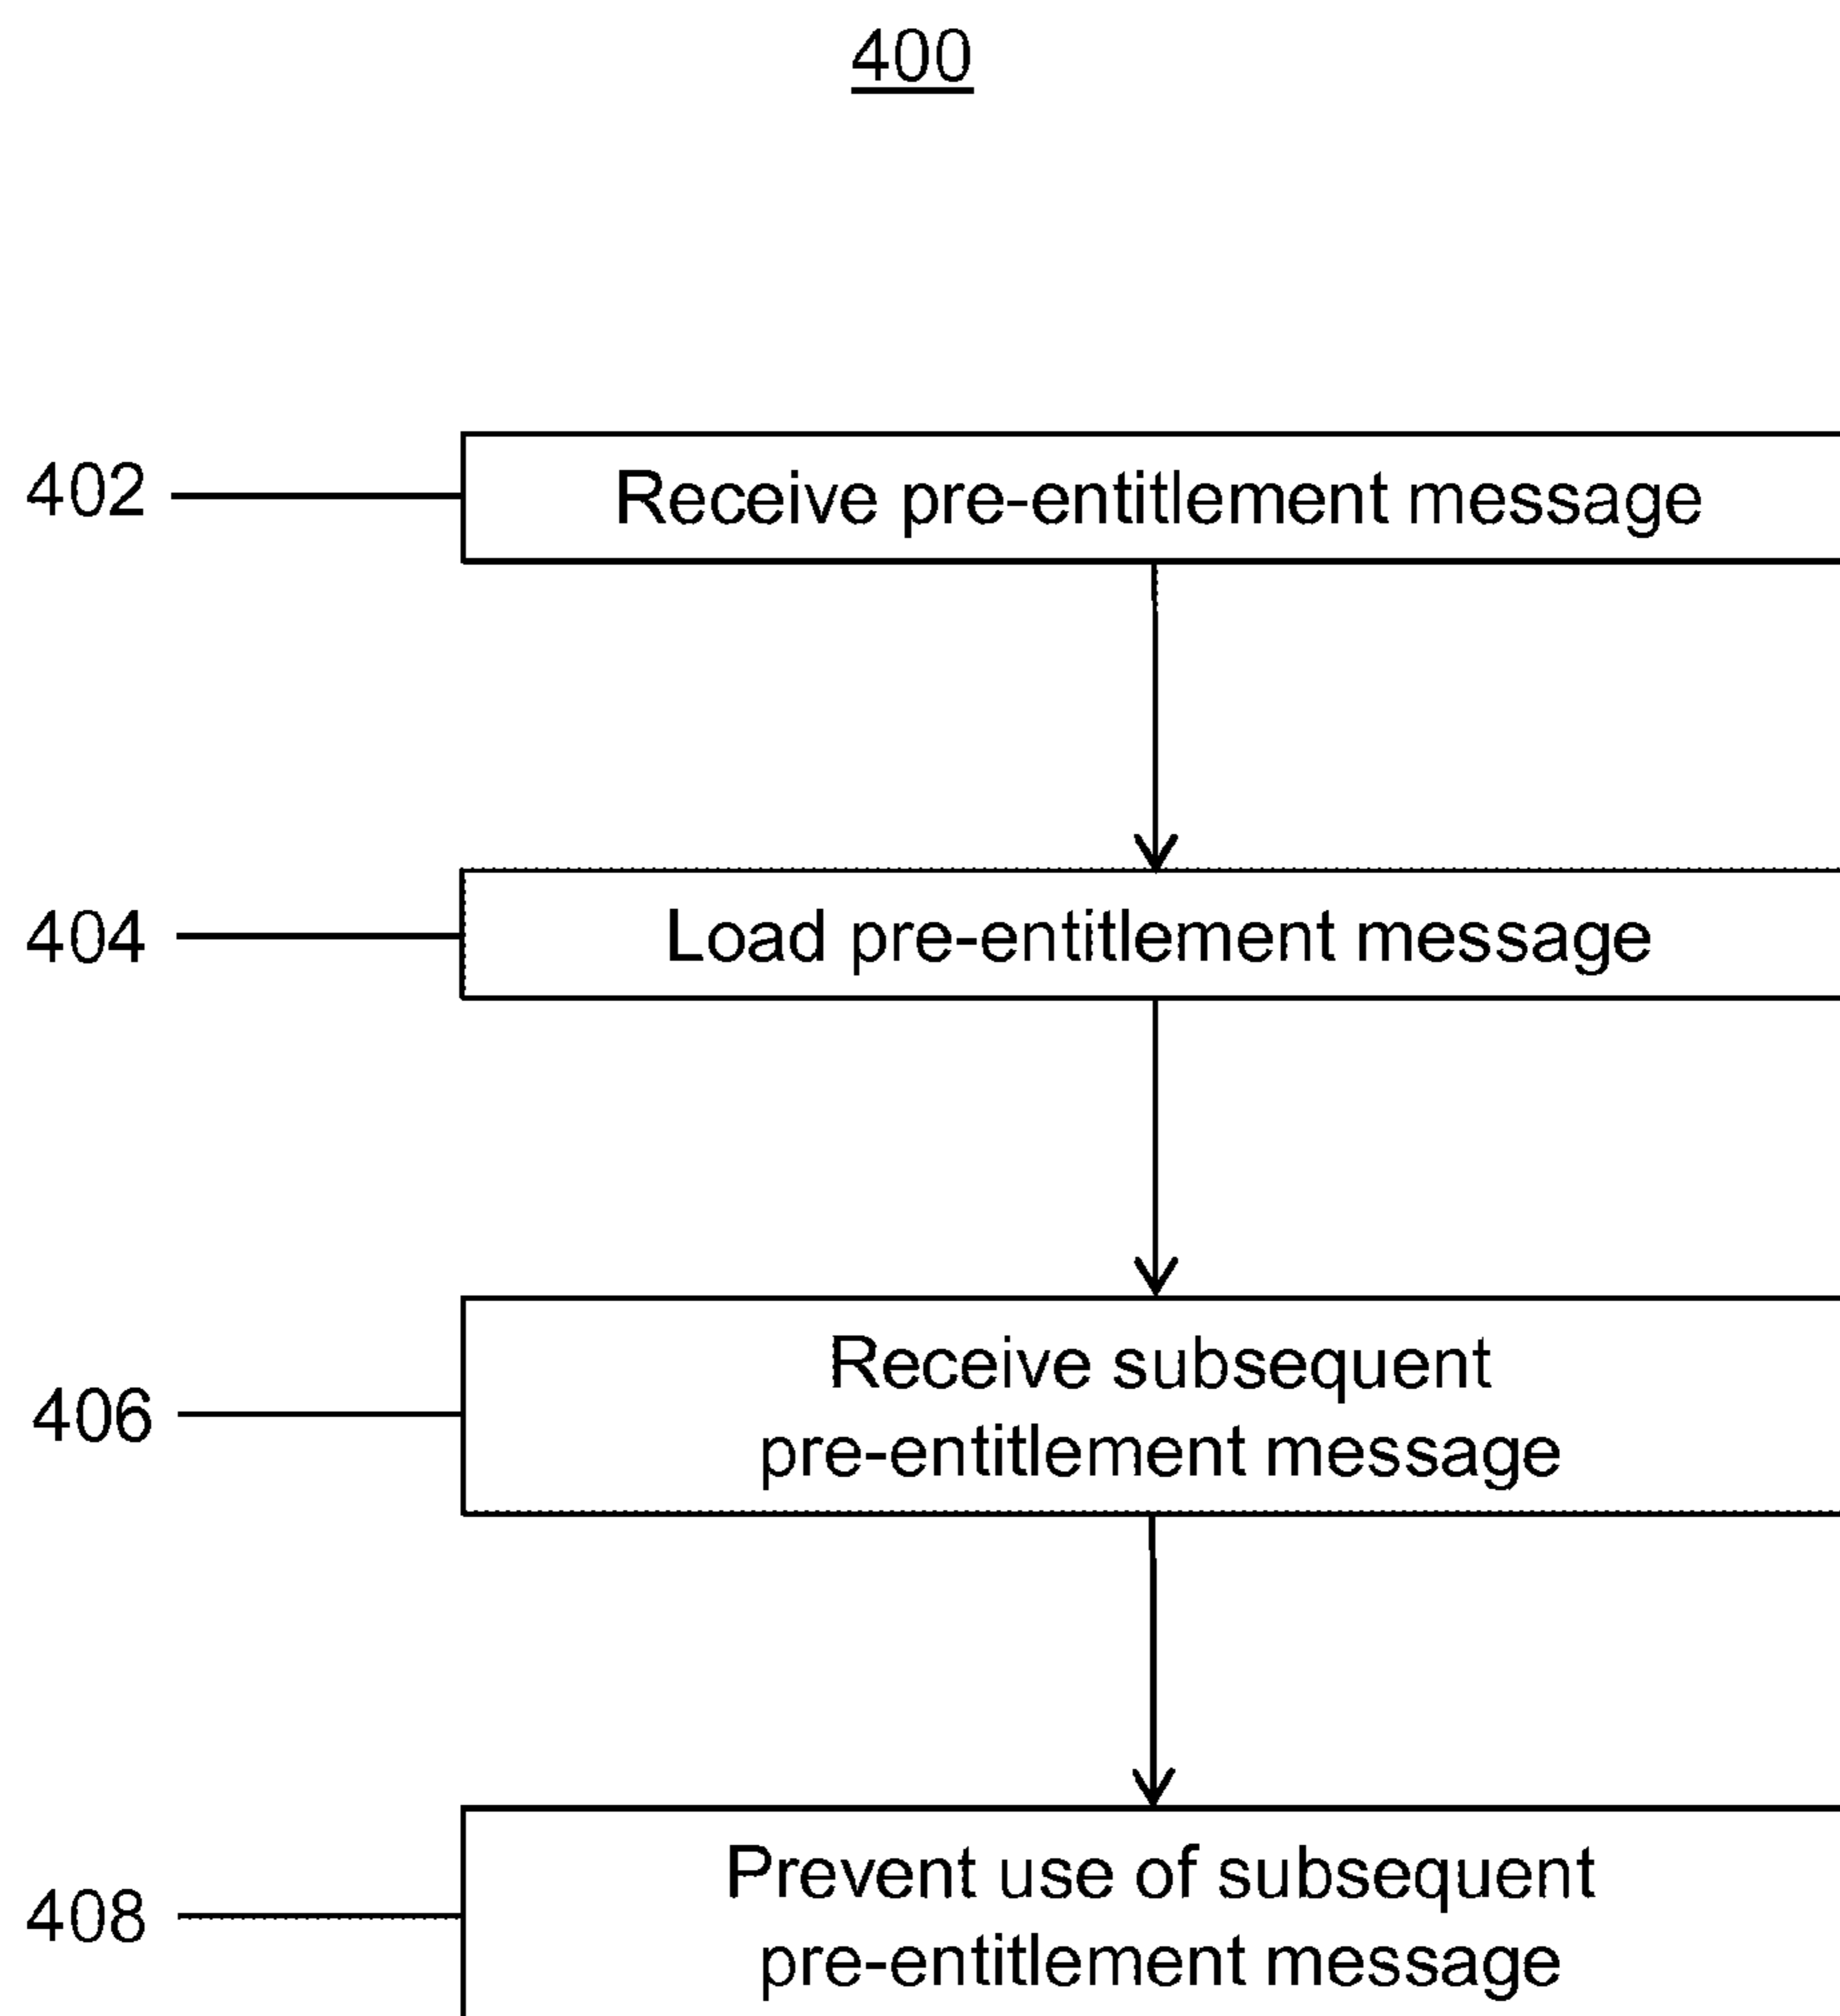 400
402
Receive pre-entitlement message
404
Load pre-entitlement message
406
Receive subsequent
pre-entitlement message
408
Prevent use of subsequent
pre-entitlement message